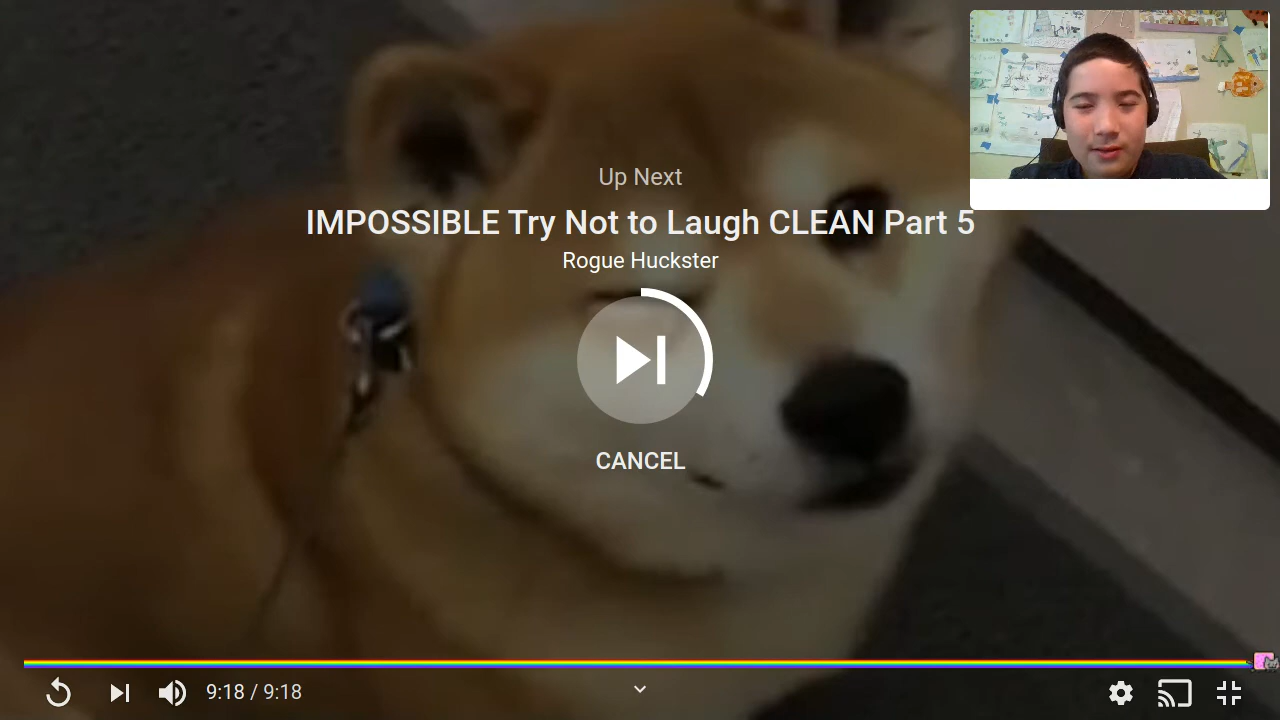 Up Next
IMPOSSIBLE Try Not to Laugh CLEAN Part 5
Rogue Huckster
CANCEL
9:18 / 9:18